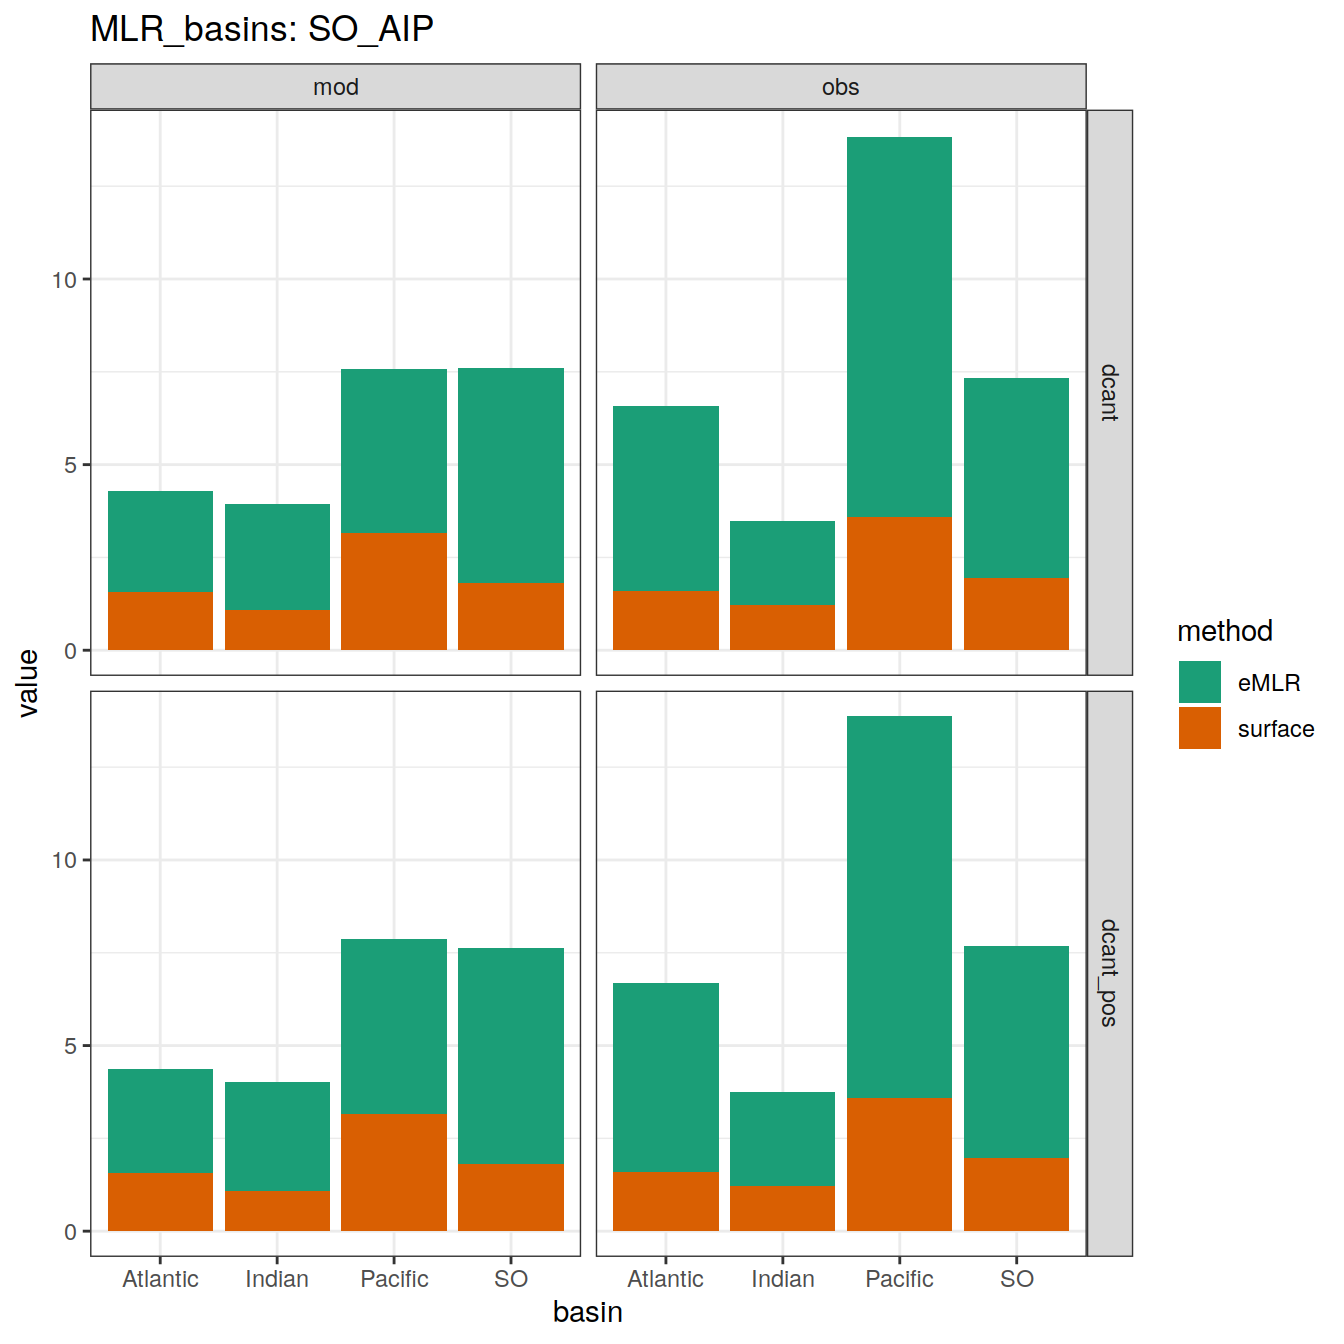 MLR_basins: SO_AIP
mod
obs
10
5
0
dcant
10
5
0
dcant_pos
value
Atlantic Indian Pacific SO
Atlantic Indian Pacific SO
basin
method
eMLR
surface